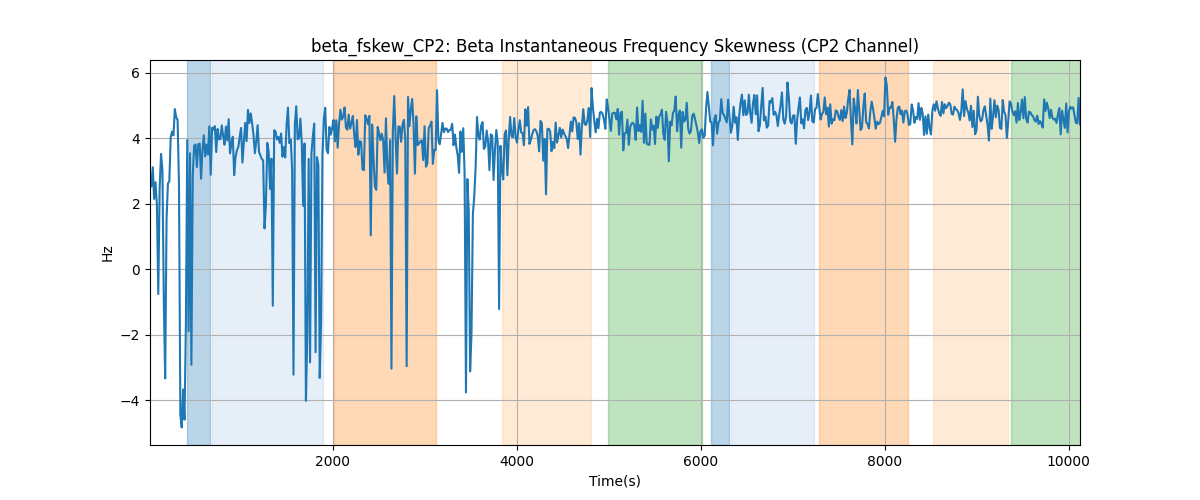 beta_fskew_CP2: Beta Instantaneous Frequency Skewness (CP2 Channel)
6
4
2
0
−2
−4
Hz
2000 4000 6000 8000 10000
Time(s)